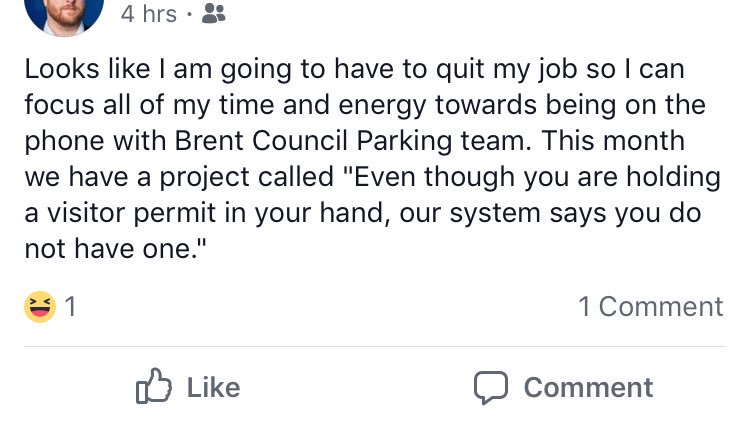 4 hrs ·
Looks like I am going to have to quit my job so I can
focus all of my time and energy towards being on the
phone with Brent Council Parking team. This month
we have a project called "Even though you are holding
a visitor permit in your hand, our system says you do
not have one."
1
1 Comment
Like
Comment